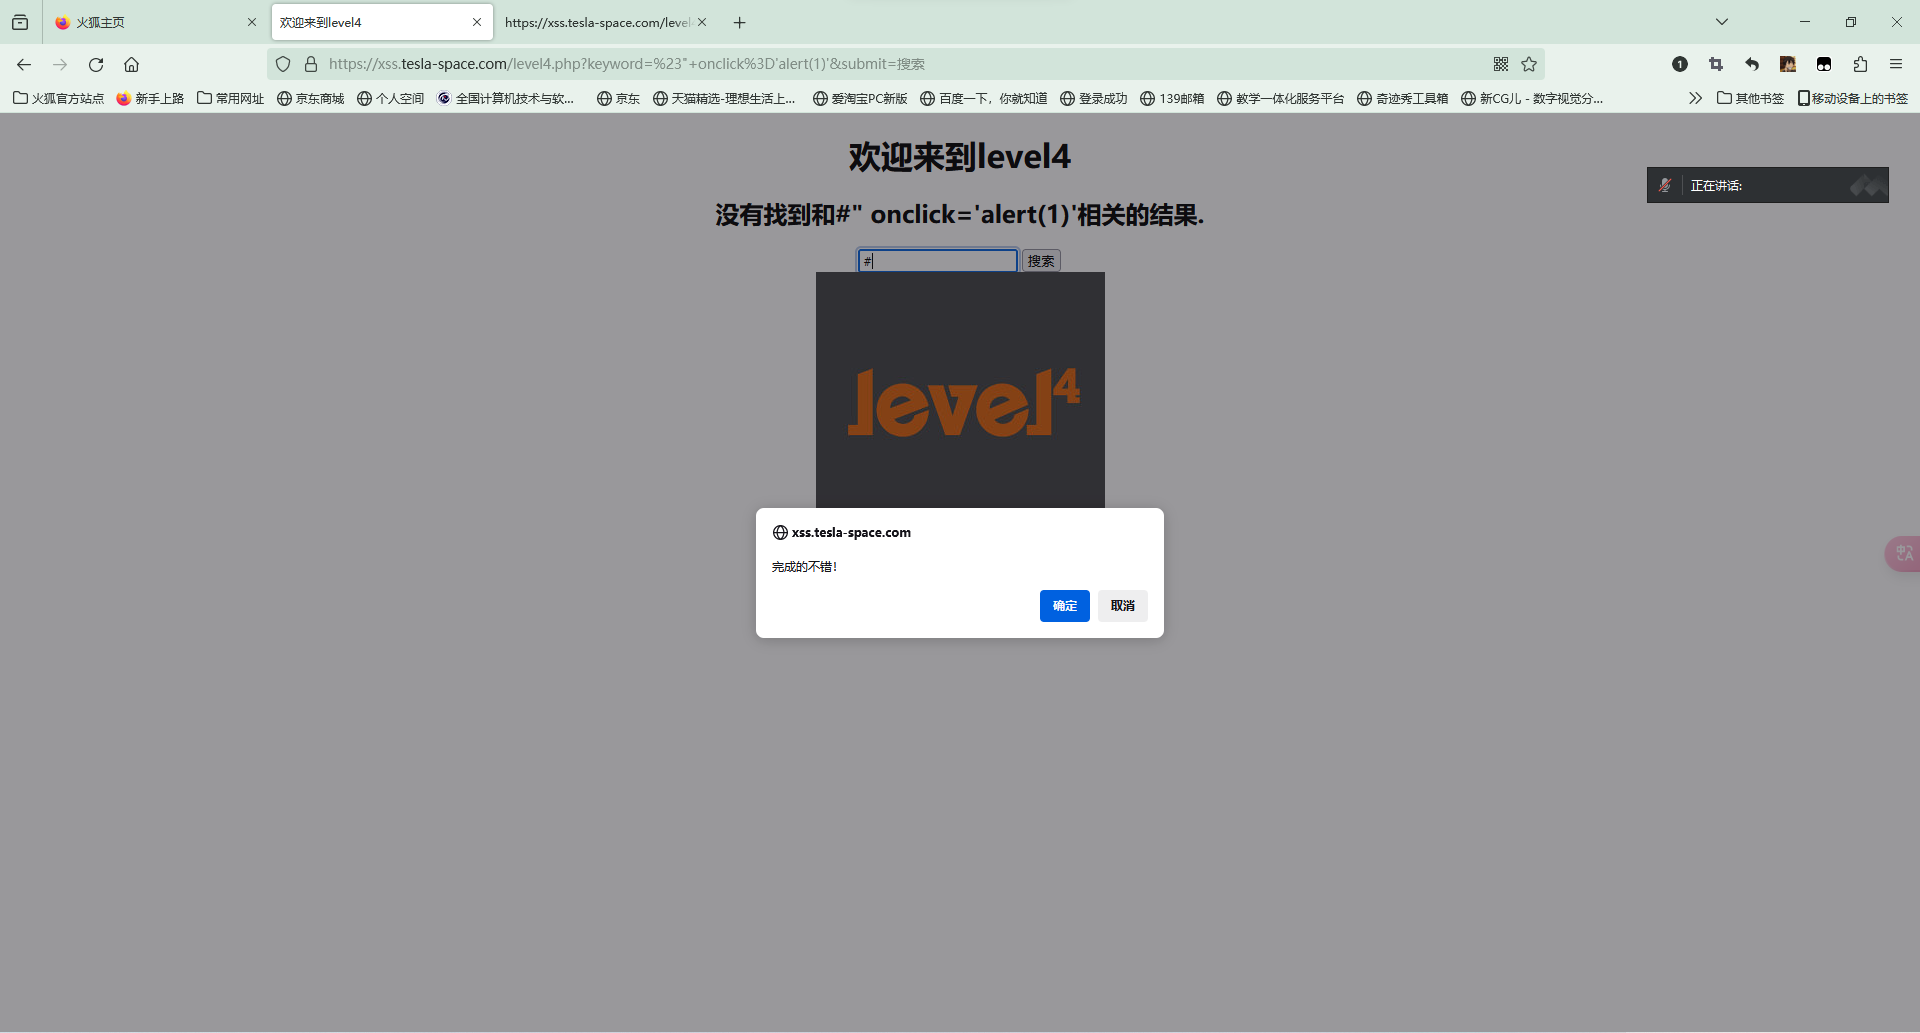 火狐主页
欢迎来到level4
https://xss.tesla-space.com/level
https://xss.tesla-space.com/level4.php?keyword=%23"+onclick%3D'alert(1)'&submit=搜索
火狐官方站点 新手上路 常用网址 京东商城 个人空间 全国计算机技术与软... 京东 天猫精选-理想生活上... 爱淘宝PC新版 百度一下，你就知道 登录成功 139邮箱 教学一体化服务平台 奇迹秀工具箱 新CG儿 - 数字视觉分... 其他书签 移动设备上的书签
欢迎来到level4
正在讲话:
没有找到和#" onclick='alert(1)'相关的结果.
# 搜索
level4
xss.tesla-space.com
完成的不错!
确定 取消